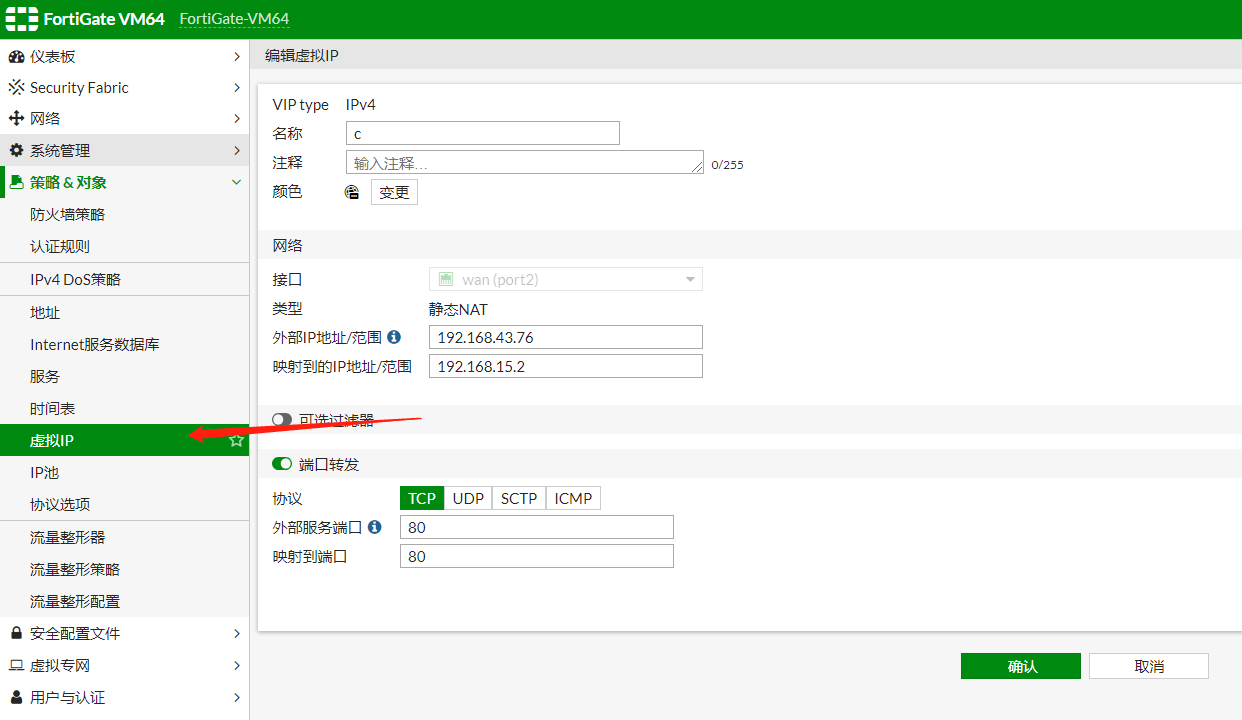 FortiGate VM64 FortiGate-VM64
仪表板
Security Fabric
网络
系统管理
策略 & 对象
防火墙策略
认证规则
IPv4 DoS策略
地址
Internet服务数据库
服务
时间表
虚拟IP
IP池
协议选项
流量整形器
流量整形策略
流量整形配置
安全配置文件
虚拟专网
用户与认证
编辑虚拟IP
VIP type IPv4
名称 c
注释 输入注释... 0/255
颜色 变更
网络
接口 wan (port2)
类型 静态NAT
外部IP地址/范围 192.168.43.76
映射到的IP地址/范围 192.168.15.2
可选过滤器
端口转发
协议 TCP UDP SCTP ICMP
外部服务端口 80
映射到端口 80
确认 取消